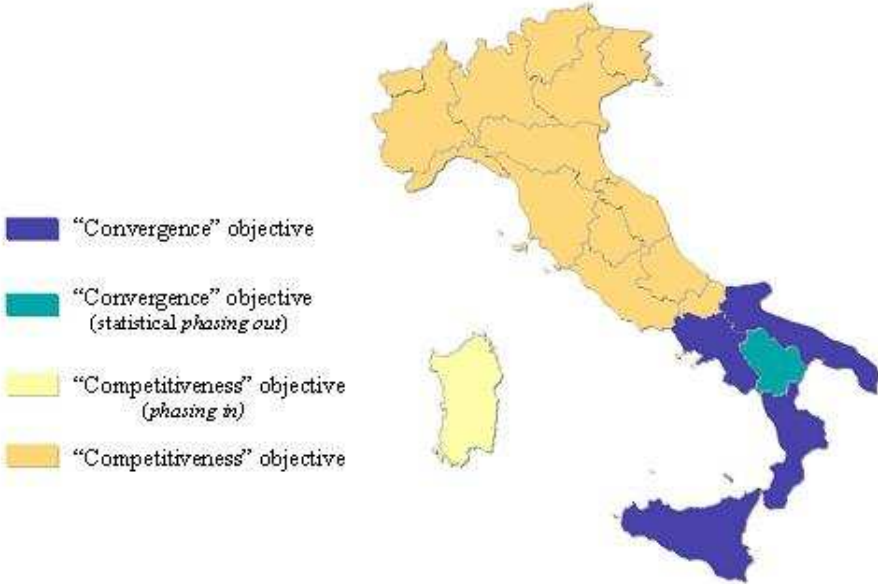 “Convergence” objective
“Convergence” objective
(statistical phasing out)
“Competitiveness” objective
(phasing in)
“Competitiveness” objective